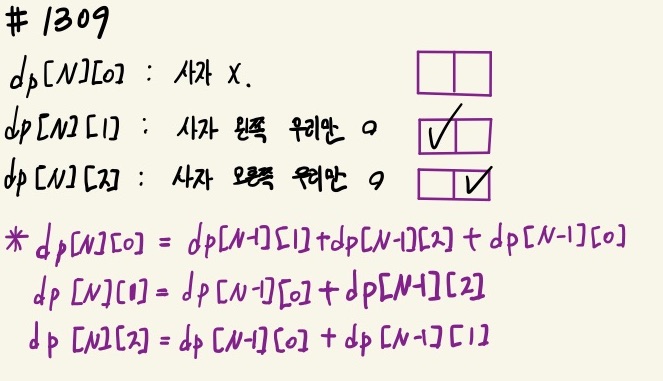 # 1309
dp[N][0] : 사자 X.
dp[N][1] : 사자 왼쪽 우리만 O
dp[N][2] : 사자 오른쪽 우리만 O
* dp[N][0] = dp[N-1][1]+dp[N-1][2] + dp[N-1][0]
dp [N][1] = dp[N-1][0] + dp[N-1][2]
dp [N][2] = dp [N-1][0] + dp [N-1][1]